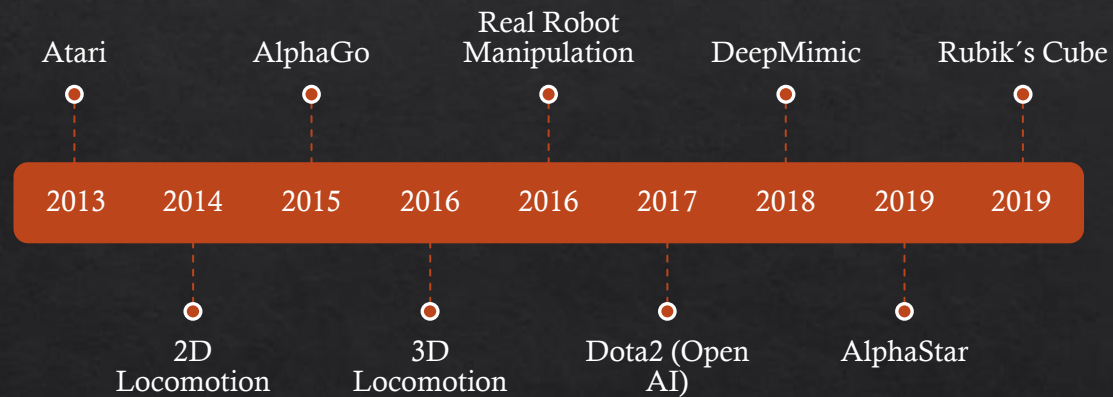 Atari
AlphaGo
Real Robot
Manipulation
DeepMimic
Rubik´s Cube
2013
2014
2015
2016
2016
2017
2018
2019
2019
2D
Locomotion
3D
Locomotion
Dota2 (Open
AI)
AlphaStar